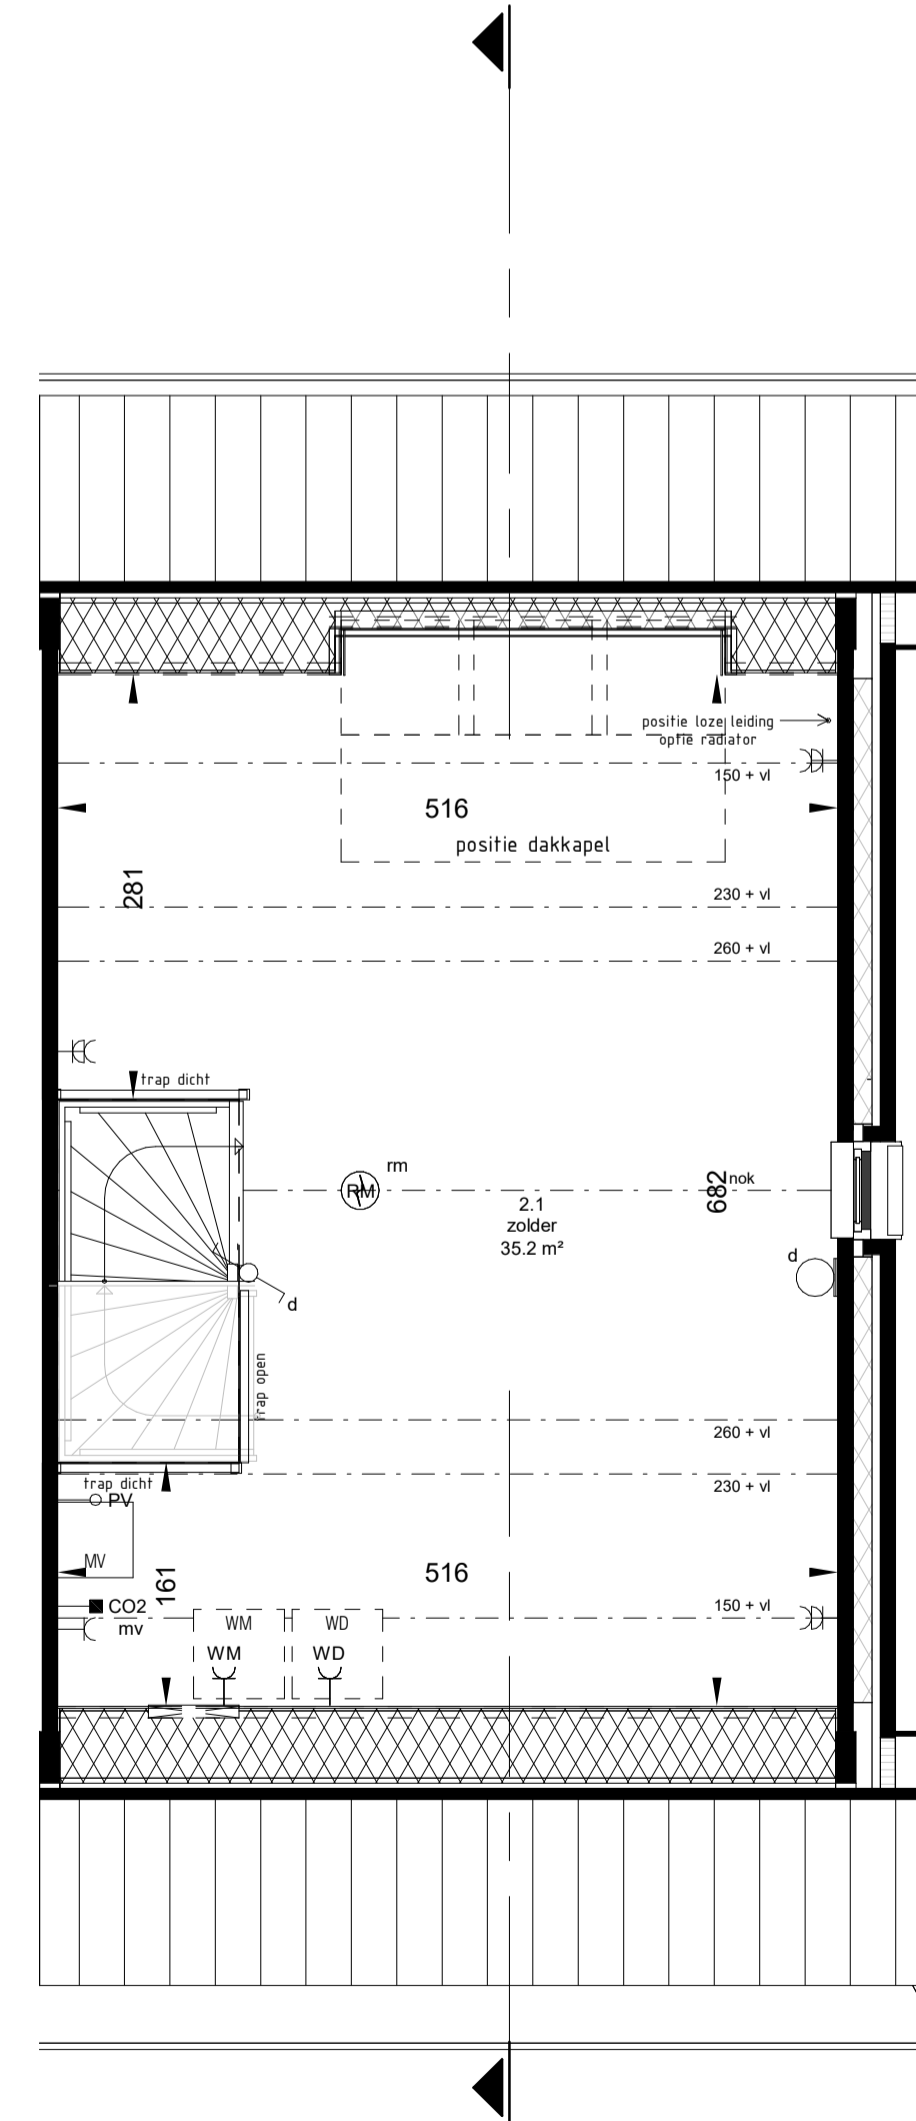 positie loze leiding
optie radiator
150 + vl
516
positie dakkapel
281
230 + vl
260 + vl
trap dicht
rm
RM
682
nok
2.1
zolder
35.2 m²
d
d
trap open
260 + vl
230 + vl
trap dicht
PV
MV
516
161
CO2
mv
150 + vl
WM
WD
WM
WD